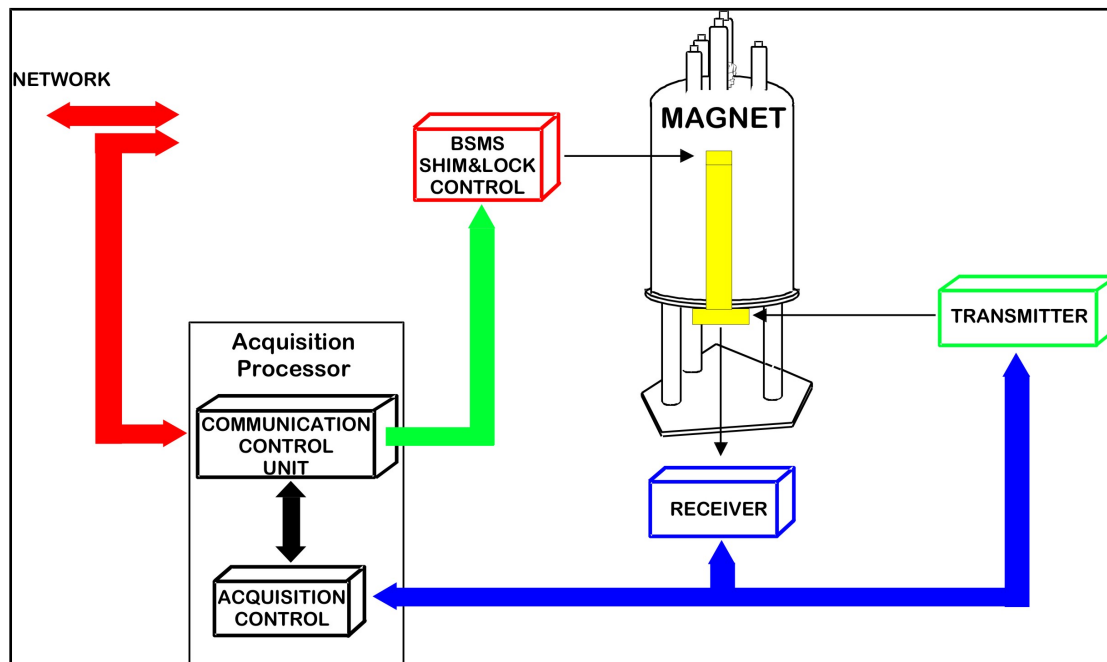 NETWORK
MAGNET
BSMS
SHIM&LOCK
CONTROL
TRANSMITTER
Acquisition
Processor
COMMUNICATION
CONTROL
UNIT
RECEIVER
ACQUISITION
CONTROL